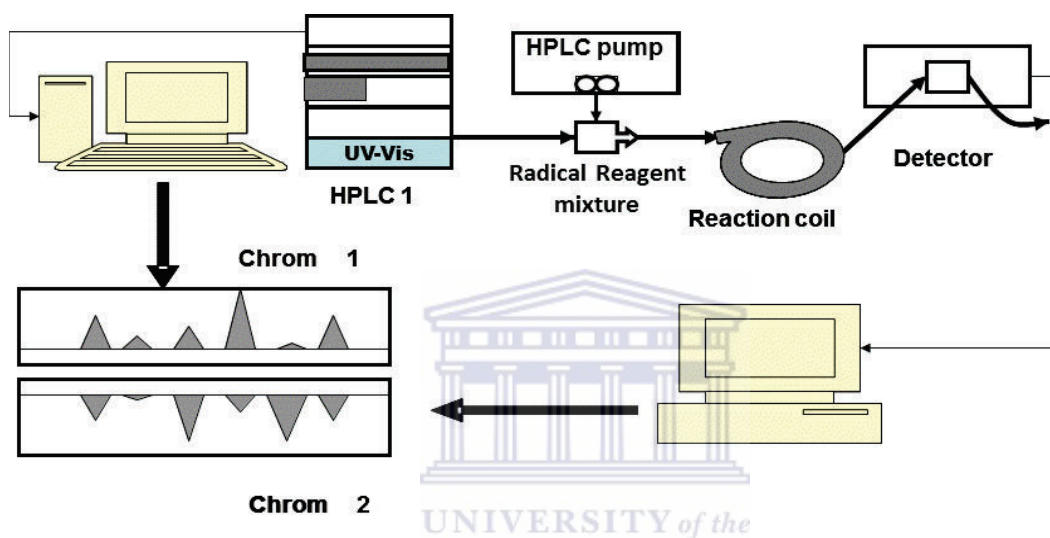 HPLC pump
UV-Vis
HPLC 1
Radical Reagent
mixture
Reaction coil
Detector
Chrom 1
Chrom 2
UNIVERSITY of the